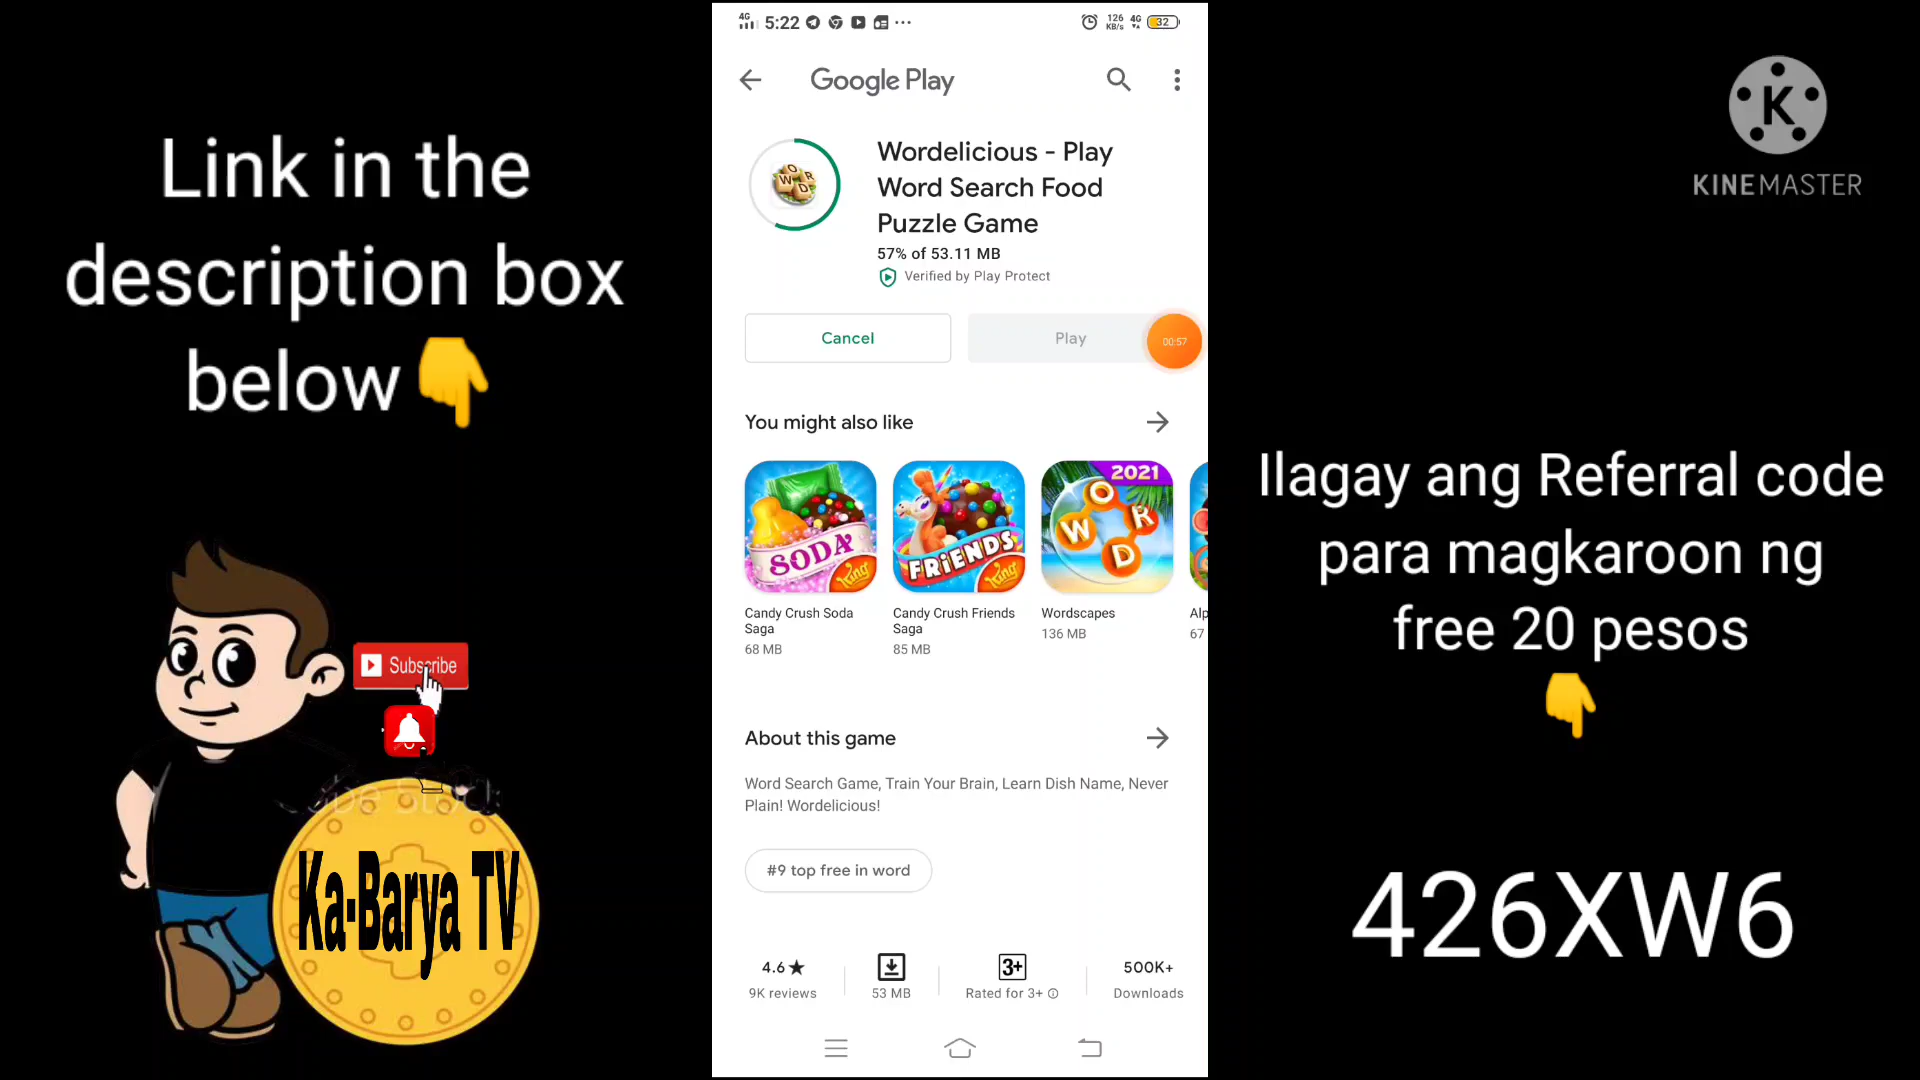 Link in the
description box
below👇
Subscribe
Ka-Barya TV
4G
5:22
126
KB/s
4G
32
Google Play
Wordelicious - Play
Word Search Food
Puzzle Game
57% of 53.11 MB
Verified by Play Protect
Cancel
Play
00:57
You might also like
SODA
King
FRiENDS
King
2021
W O R D
Candy Crush Soda
Saga
68 MB
Candy Crush Friends
Saga
85 MB
Wordscapes
136 MB
67
About this game
Word Search Game, Train Your Brain, Learn Dish Name, Never
Plain! Wordelicious!
#9 top free in word
4.6★
9K reviews
53 MB
3+
Rated for 3+
500K+
Downloads
K
KINEMASTER
Ilagay ang Referral code
para magkaroon ng
free 20 pesos
👇
426XW6